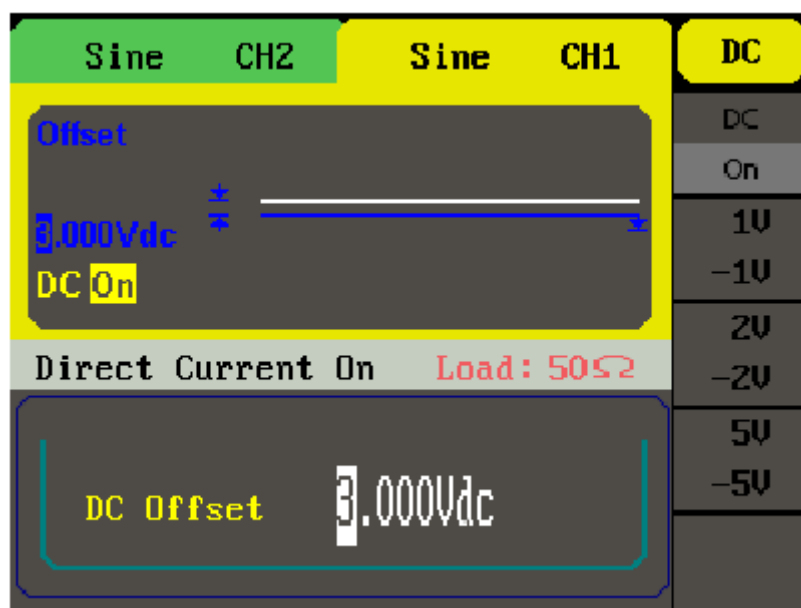 Sine CH2 Sine CH1
Offset
3.000Vdc
DC On
Direct Current On Load: 50Ω
DC Offset 3.000Vdc
DC
DC
On
1V
-1V
2V
-2V
5V
-5V